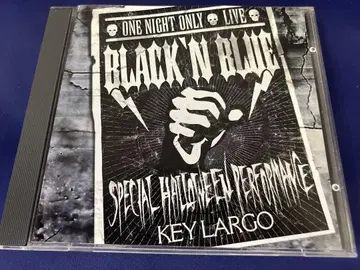 ONE NIGHT ONLY LIVE
BLACK 'N BLUE
SPECIAL HALLOWEEN PERFORMANCE
KEY LARGO